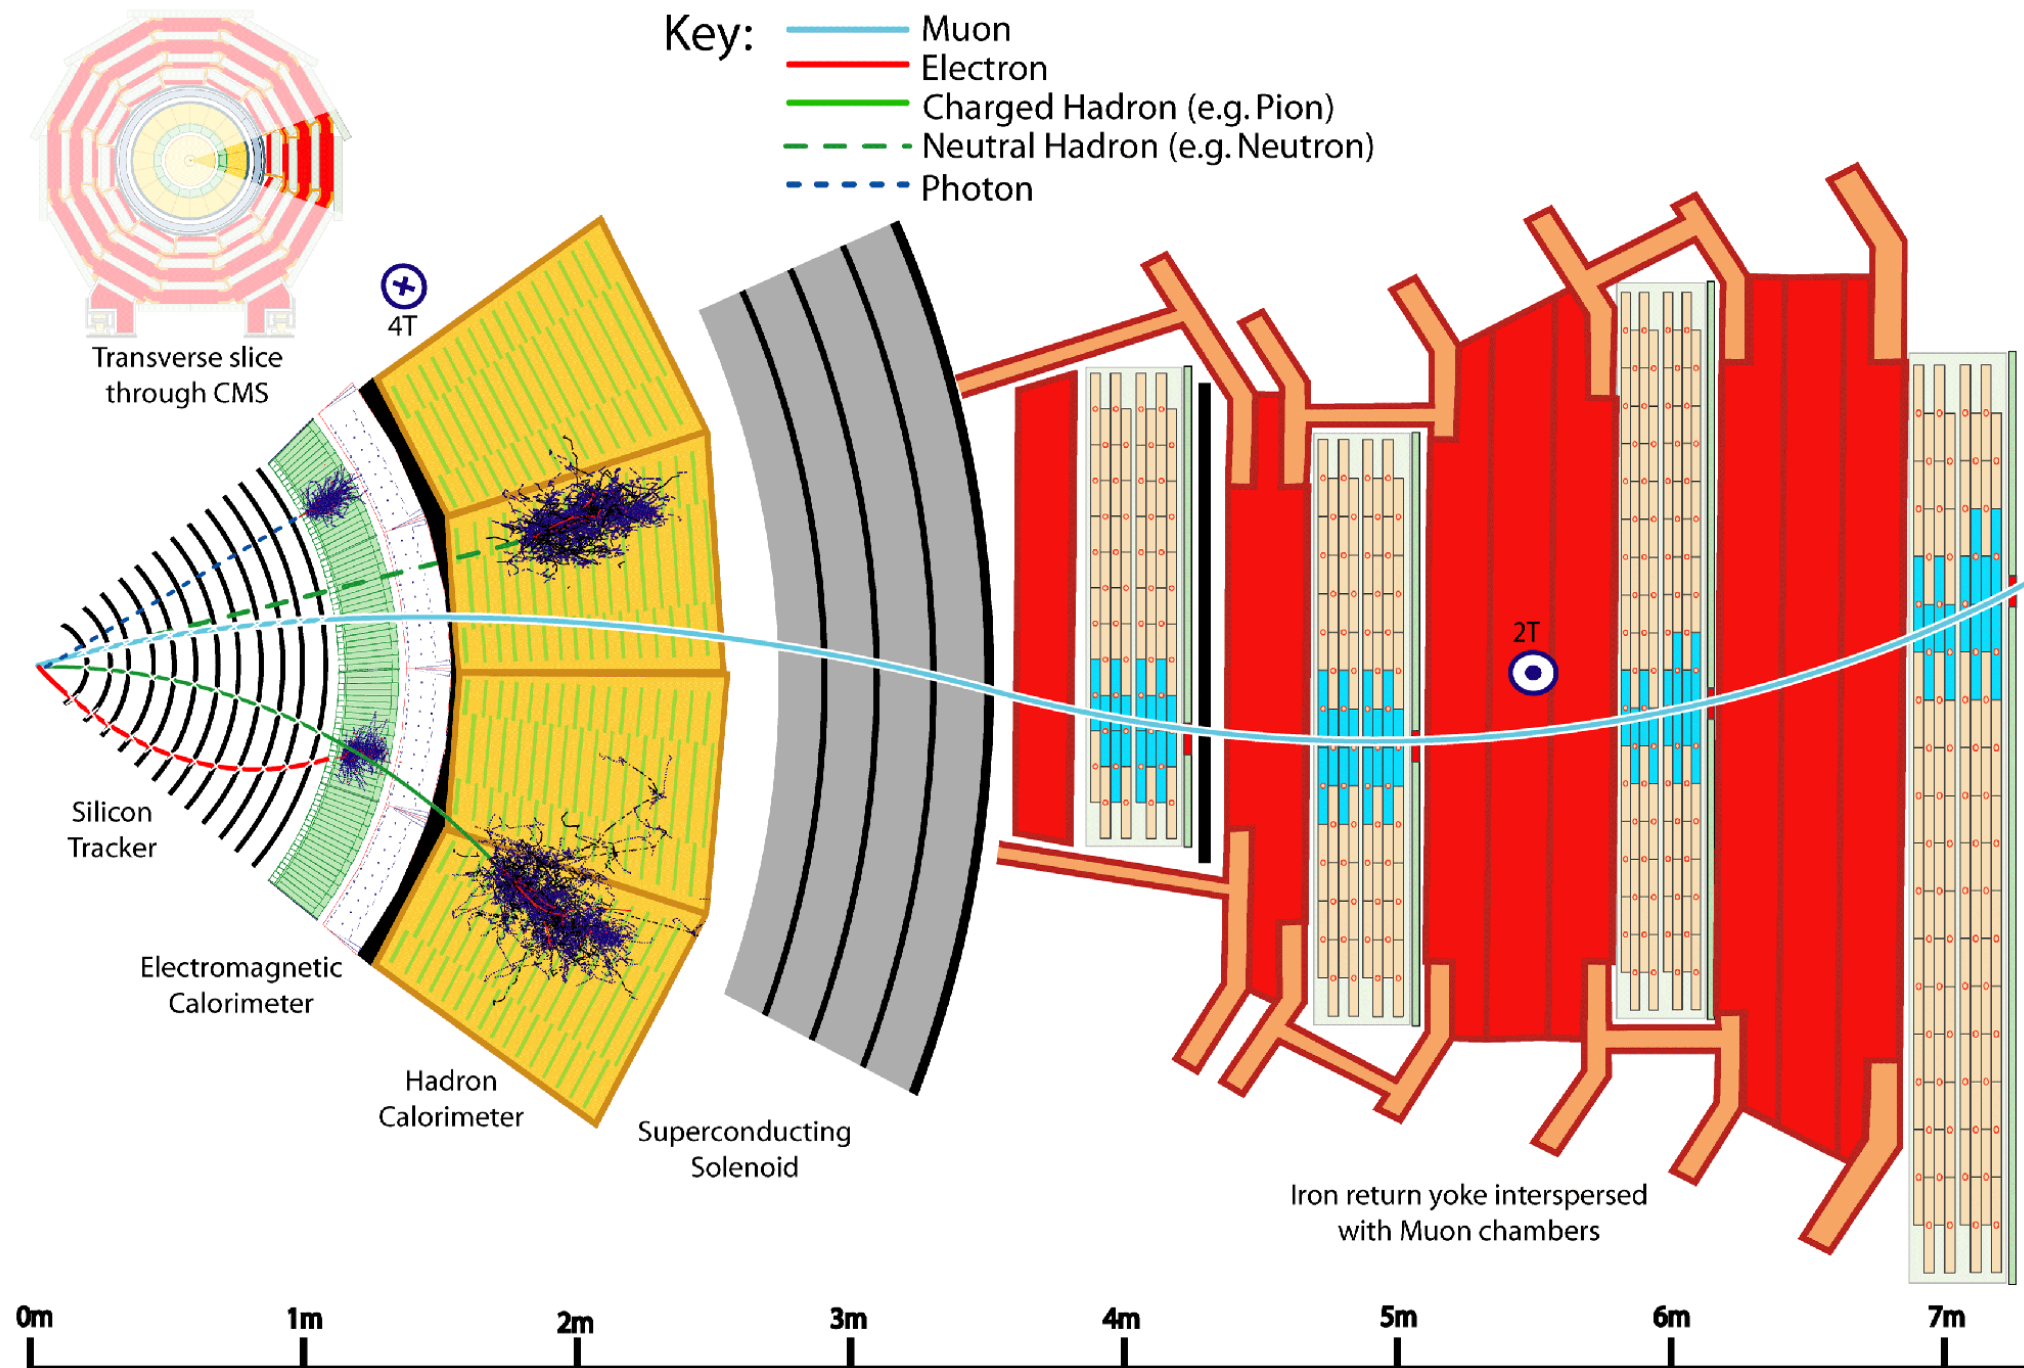 Key:
Muon
Electron
Charged Hadron (e.g. Pion)
Neutral Hadron (e.g. Neutron)
Photon
4T
Transverse slice
through CMS
2T
Silicon
Tracker
Electromagnetic
Calorimeter
Hadron
Calorimeter
Superconducting
Solenoid
Iron return yoke interspersed
with Muon chambers
0m 1m 2m 3m 4m 5m 6m 7m